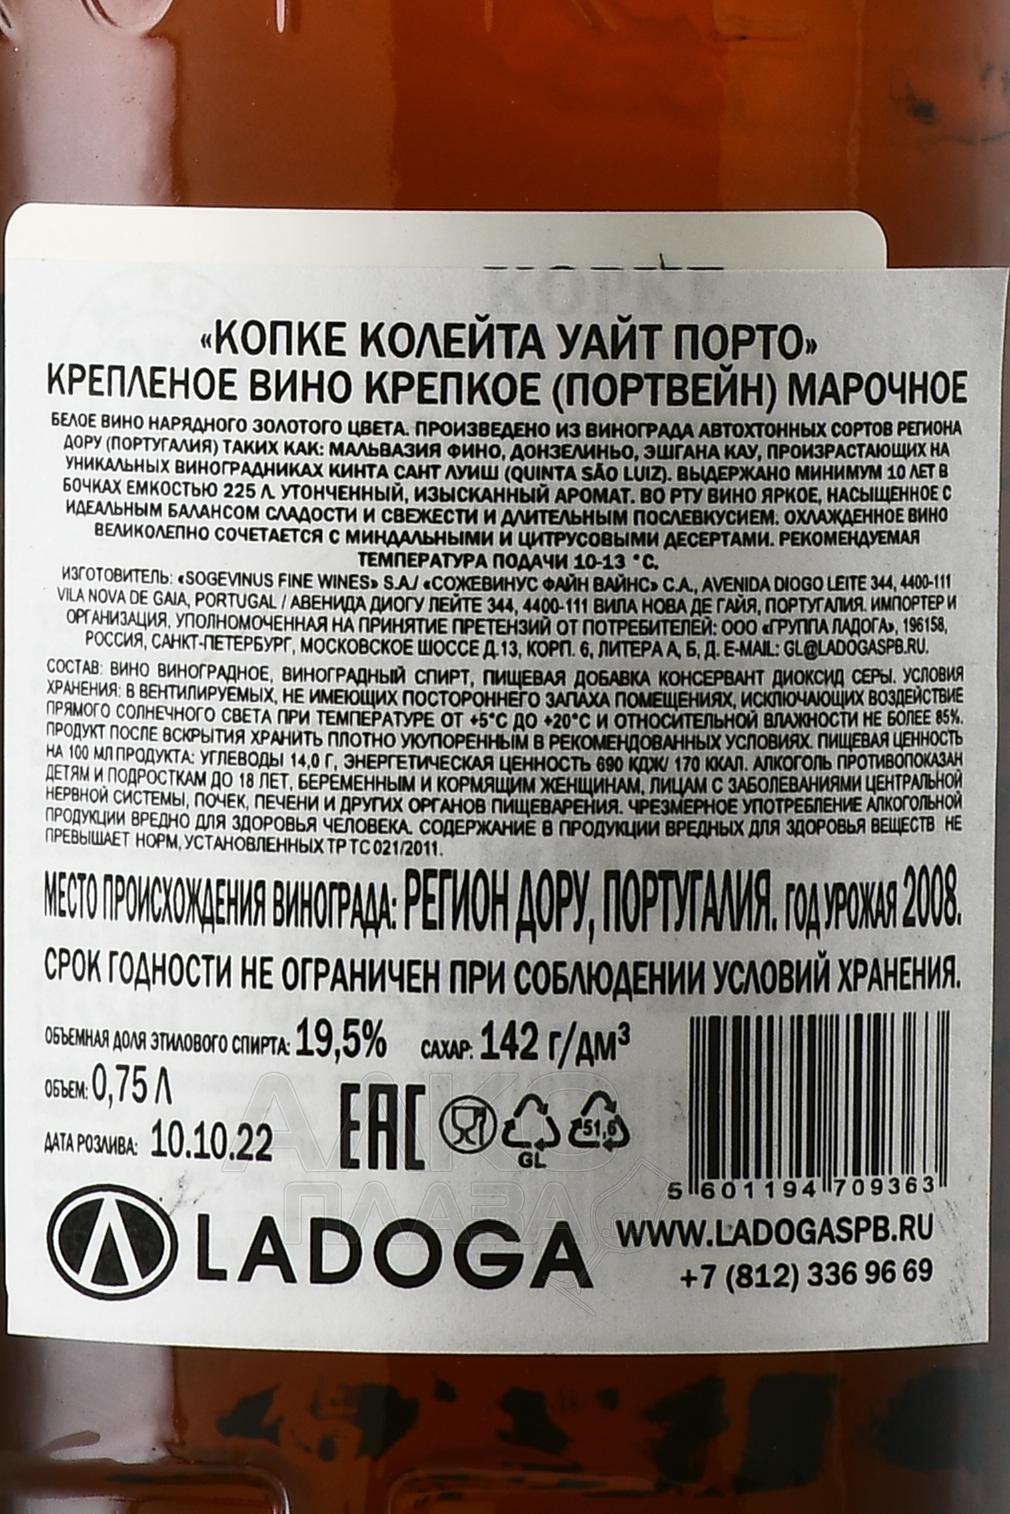 KOPKE
«КОПКЕ КОЛЕЙТА УАЙТ ПОРТО»
КРЕПЛЕНОЕ ВИНО КРЕПКОЕ (ПОРТВЕЙН) МАРОЧНОЕ
БЕЛОЕ ВИНО НАРЯДНОГО ЗОЛОТОГО ЦВЕТА. ПРОИЗВЕДЕНО ИЗ ВИНОГРАДА АВТОХТОННЫХ СОРТОВ РЕГИОНА
ДОРУ (ПОРТУГАЛИЯ) ТАКИХ КАК: МАЛЬВАЗИЯ ФИНО, ДОНЗЕЛИНЬО, ЭШГАНА КАУ, ПРОИЗРАСТАЮЩИХ НА
УНИКАЛЬНЫХ ВИНОГРАДНИКАХ КИНТА САНТ ЛУИШ (QUINTA SÃO LUIZ). ВЫДЕРЖАНО МИНИМУМ 10 ЛЕТ В
БОЧКАХ ЕМКОСТЬЮ 225 Л. УТОНЧЕННЫЙ, ИЗЫСКАННЫЙ АРОМАТ. ВО РТУ ВИНО ЯРКОЕ, НАСЫЩЕННОЕ С
ИДЕАЛЬНЫМ БАЛАНСОМ СЛАДОСТИ И СВЕЖЕСТИ И ДЛИТЕЛЬНЫМ ПОСЛЕВКУСИЕМ. ОХЛАЖДЕННОЕ ВИНО
ВЕЛИКОЛЕПНО СОЧЕТАЕТСЯ С МИНДАЛЬНЫМИ И ЦИТРУСОВЫМИ ДЕСЕРТАМИ. РЕКОМЕНДУЕМАЯ
ТЕМПЕРАТУРА ПОДАЧИ 10-13 °C.
ИЗГОТОВИТЕЛЬ: «SOGEVINUS FINE WINES» S.A./ «СОЖЕВИНУС ФАЙН ВАЙНС» С.А., AVENIDA DIOGO LEITE 344, 4400-111
VILA NOVA DE GAIA, PORTUGAL / АВЕНИДА ДИОГУ ЛЕЙТЕ 344, 4400-111 ВИЛА НОВА ДЕ ГАЙЯ, ПОРТУГАЛИЯ. ИМПОРТЕР И
ОРГАНИЗАЦИЯ, УПОЛНОМОЧЕННАЯ НА ПРИНЯТИЕ ПРЕТЕНЗИЙ ОТ ПОТРЕБИТЕЛЕЙ: ООО «ГРУППА ЛАДОГА», 196158,
РОССИЯ, САНКТ-ПЕТЕРБУРГ, МОСКОВСКОЕ ШОССЕ Д.13, КОРП. 6, ЛИТЕРА А, Б, Д. E-MAIL: GL@LADOGASPB.RU.
СОСТАВ: ВИНО ВИНОГРАДНОЕ, ВИНОГРАДНЫЙ СПИРТ, ПИЩЕВАЯ ДОБАВКА КОНСЕРВАНТ ДИОКСИД СЕРЫ. УСЛОВИЯ
ХРАНЕНИЯ: В ВЕНТИЛИРУЕМЫХ, НЕ ИМЕЮЩИХ ПОСТОРОННЕГО ЗАПАХА ПОМЕЩЕНИЯХ, ИСКЛЮЧАЮЩИХ ВОЗДЕЙСТВИЕ
ПРЯМОГО СОЛНЕЧНОГО СВЕТА ПРИ ТЕМПЕРАТУРЕ ОТ +5°C ДО +20°C И ОТНОСИТЕЛЬНОЙ ВЛАЖНОСТИ НЕ БОЛЕЕ 85%.
ПРОДУКТ ПОСЛЕ ВСКРЫТИЯ ХРАНИТЬ ПЛОТНО УКУПОРЕННЫМ В РЕКОМЕНДОВАННЫХ УСЛОВИЯХ. ПИЩЕВАЯ ЦЕННОСТЬ
НА 100 МЛ ПРОДУКТА: УГЛЕВОДЫ 14,0 Г, ЭНЕРГЕТИЧЕСКАЯ ЦЕННОСТЬ 690 КДЖ/ 170 ККАЛ. АЛКОГОЛЬ ПРОТИВОПОКАЗАН
ДЕТЯМ И ПОДРОСТКАМ ДО 18 ЛЕТ, БЕРЕМЕННЫМ И КОРМЯЩИМ ЖЕНЩИНАМ, ЛИЦАМ С ЗАБОЛЕВАНИЯМИ ЦЕНТРАЛЬНОЙ
НЕРВНОЙ СИСТЕМЫ, ПОЧЕК, ПЕЧЕНИ И ДРУГИХ ОРГАНОВ ПИЩЕВАРЕНИЯ. ЧРЕЗМЕРНОЕ УПОТРЕБЛЕНИЕ АЛКОГОЛЬНОЙ
ПРОДУКЦИИ ВРЕДНО ДЛЯ ЗДОРОВЬЯ ЧЕЛОВЕКА. СОДЕРЖАНИЕ В ПРОДУКЦИИ ВРЕДНЫХ ДЛЯ ЗДОРОВЬЯ ВЕЩЕСТВ НЕ
ПРЕВЫШАЕТ НОРМ, УСТАНОВЛЕННЫХ ТР ТС 021/2011.
МЕСТО ПРОИСХОЖДЕНИЯ ВИНОГРАДА: РЕГИОН ДОРУ, ПОРТУГАЛИЯ. ГОД УРОЖАЯ 2008.
СРОК ГОДНОСТИ НЕ ОГРАНИЧЕН ПРИ СОБЛЮДЕНИИ УСЛОВИЙ ХРАНЕНИЯ.
ОБЪЕМНАЯ ДОЛЯ ЭТИЛОВОГО СПИРТА: 19,5% САХАР: 142 г/дм³
ОБЪЕМ: 0,75 Л
ДАТА РОЗЛИВА: 10.10.22
EAC
GL
51,6
5 601194 709363
АЛКО
ПЛАЗА
LADOGA
WWW.LADOGASPB.RU
+7 (812) 336 96 69